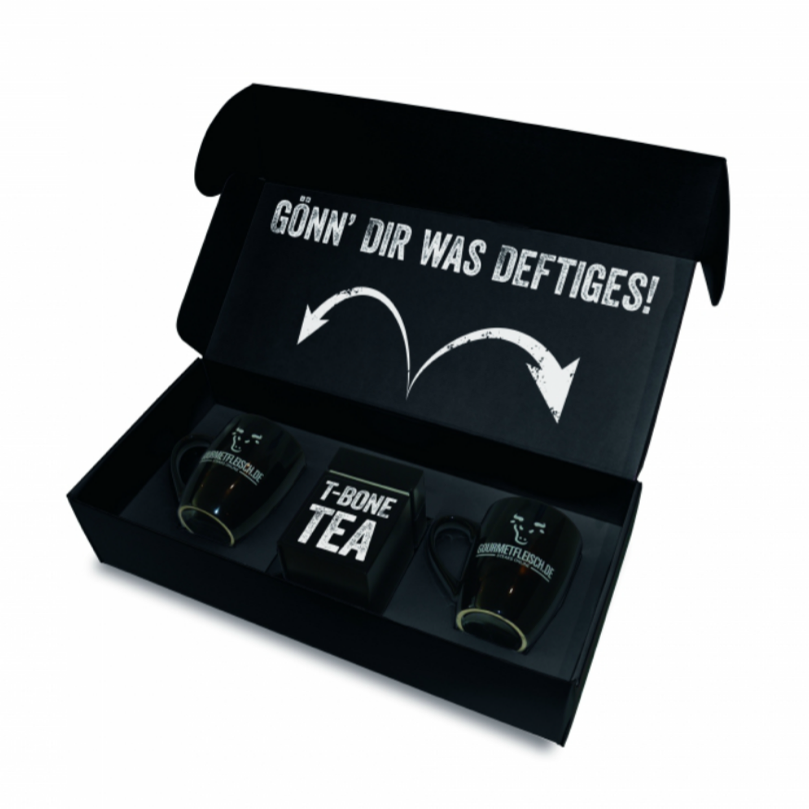 GÖNN' DIR WAS DEFTIGES!
GOURMETFLEISCH.DE
T-BONE
TEA
GOURMETFLEISCH.DE